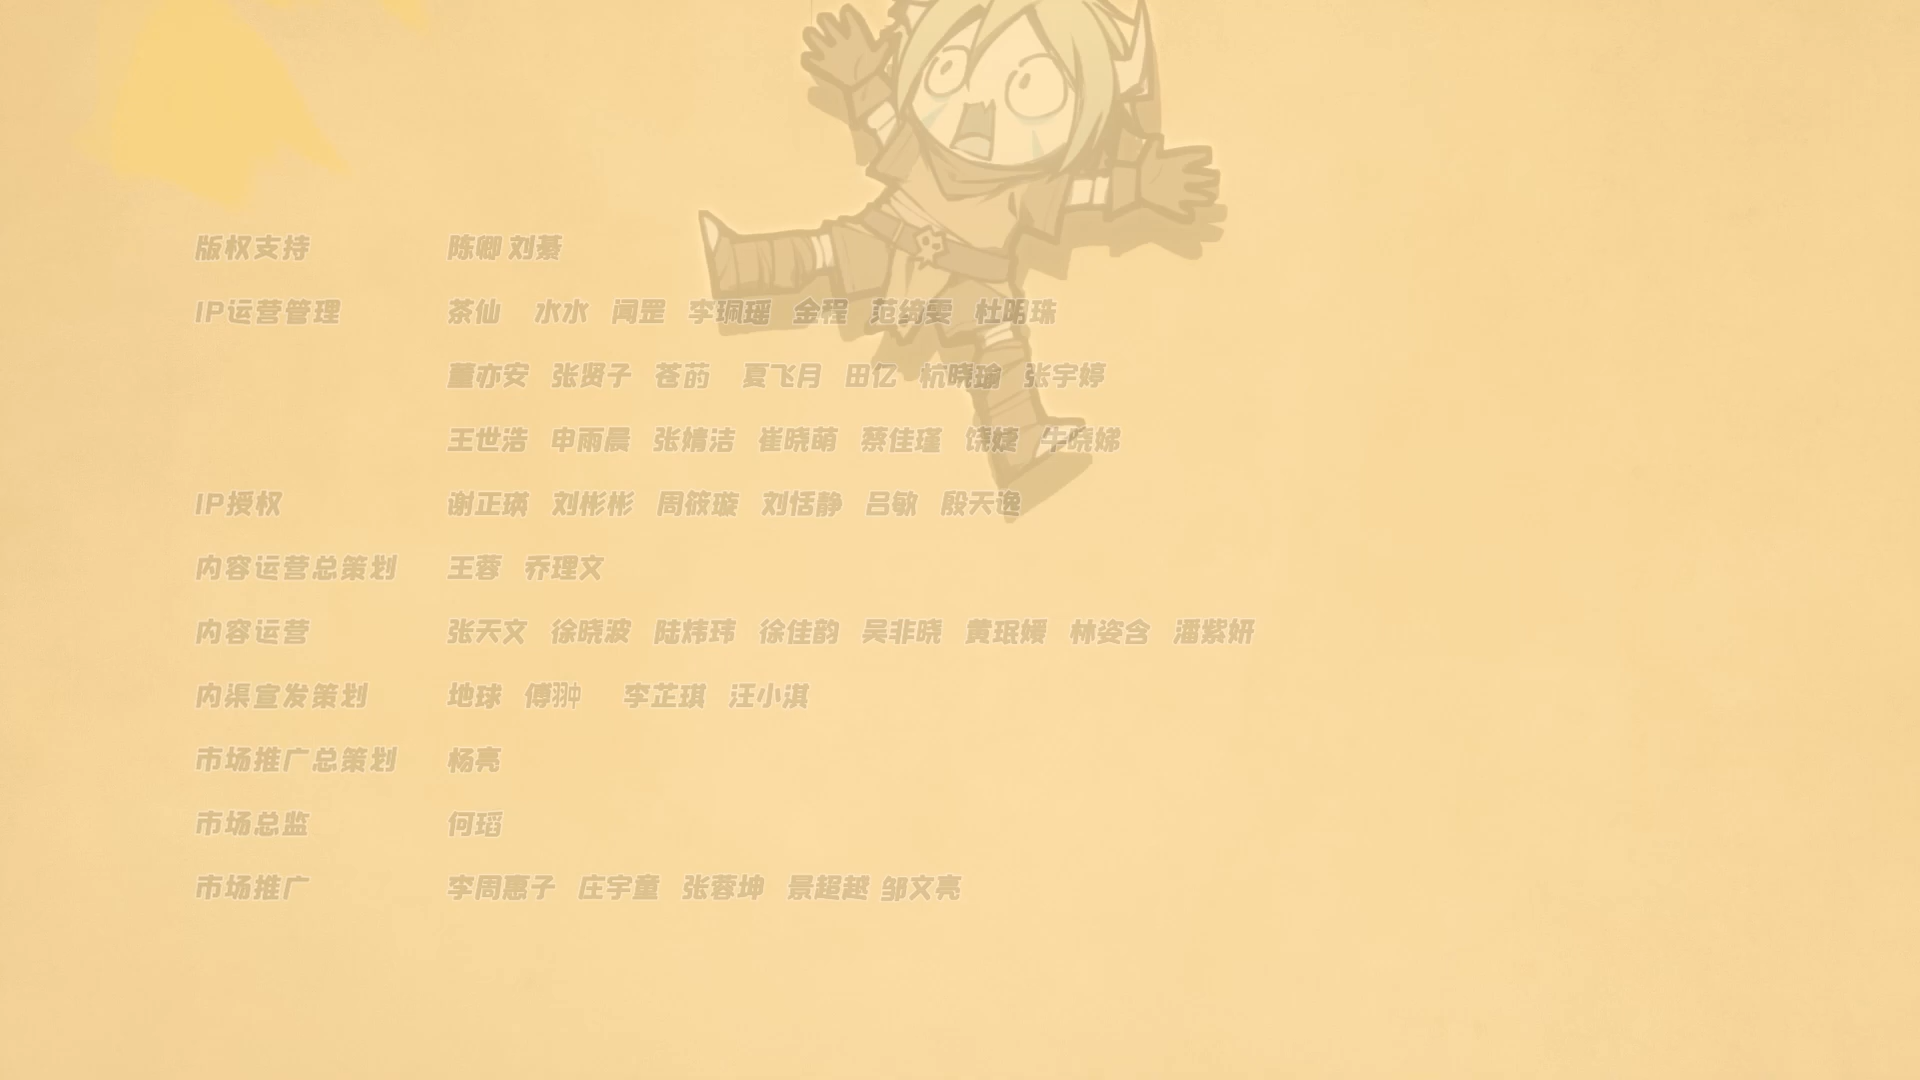 版权支持 陈卿 刘綦
IP运营管理 茶仙 水水 闻罡 李珮瑶 金程 范绮雯 杜明珠
董亦安 张贤子 苍荮 夏飞月 田亿 杭晓瑜 张宇婷
王世浩 申雨晨 张婧洁 崔晓萌 蔡佳瑾 饶婕 牛晓娣
IP授权 谢正瑛 刘彬彬 周筱璇 刘恬静 吕敏 殷天逸
内容运营总策划 王蓉 乔理文
内容运营 张天文 徐晓波 陆炜玮 徐佳韵 吴非晓 黄珉媛 林姿含 潘紫妍
内渠宣发策划 地球 傅翀 李芷琪 汪小淇
市场推广总策划 杨亮
市场总监 何瑫
市场推广 李周惠子 庄宇童 张蓉坤 景超越 邹文亮